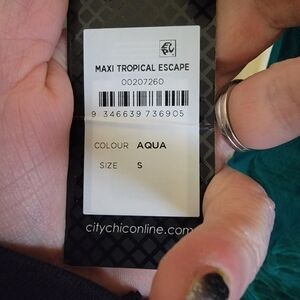 MAXI TROPICAL ESCAPE
00207260
9 346639 736905
COLOUR AQUA
SIZE S
citychiconline.com